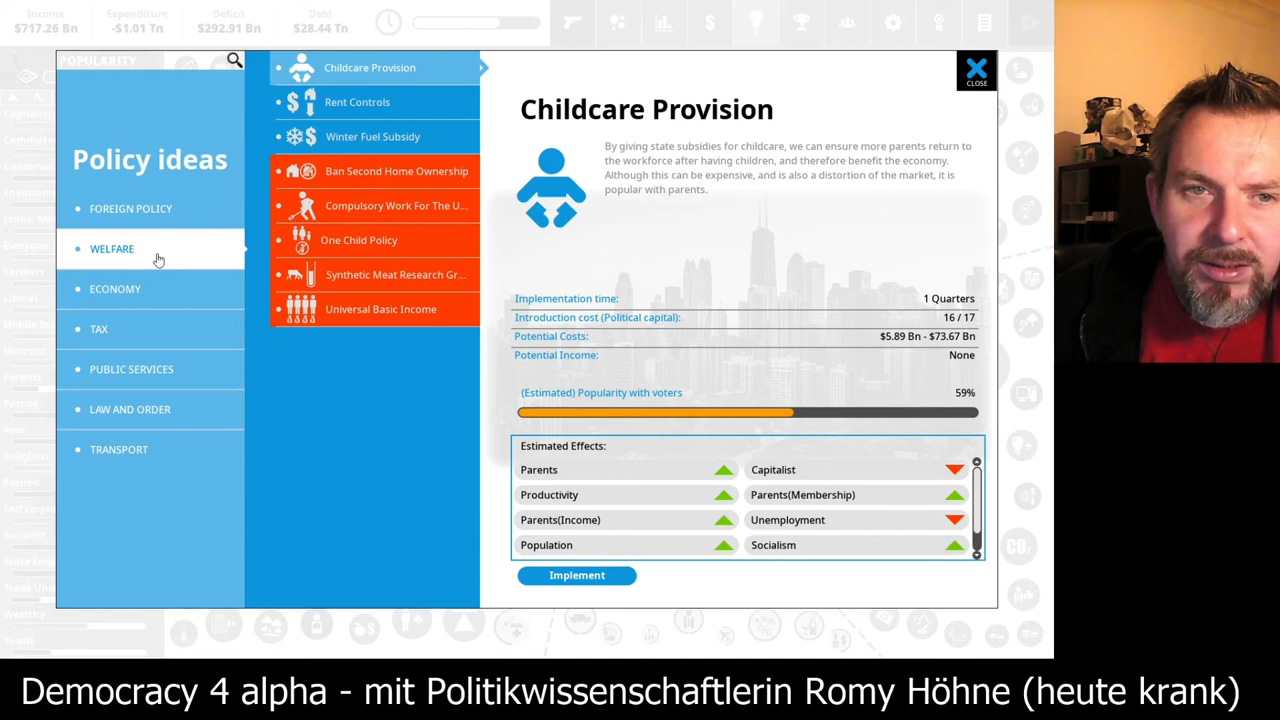 Income Expenditure Deficit Debt
$717.26 Bn -$1.01 Tn $292.91 Bn $28.44 Tn
POPULARITY
Policy ideas
FOREIGN POLICY
WELFARE
ECONOMY
TAX
PUBLIC SERVICES
LAW AND ORDER
TRANSPORT
Childcare Provision
Rent Controls
Winter Fuel Subsidy
Ban Second Home Ownership
Compulsory Work For The U...
One Child Policy
Synthetic Meat Research Gr...
Universal Basic Income
CLOSE
Childcare Provision
By giving state subsidies for childcare, we can ensure more parents return to
the workforce after having children, and therefore benefit the economy.
Although this can be expensive, and is also a distortion of the market, it is
popular with parents.
Implementation time: 1 Quarters
Introduction cost (Political capital): 16 / 17
Potential Costs: $5.89 Bn - $73.67 Bn
Potential Income: None
(Estimated) Popularity with voters 59%
Estimated Effects:
Parents Capitalist
Productivity Parents(Membership)
Parents(Income) Unemployment
Population Socialism
Implement
Democracy 4 alpha - mit Politikwissenschaftlerin Romy Höhne (heute krank)